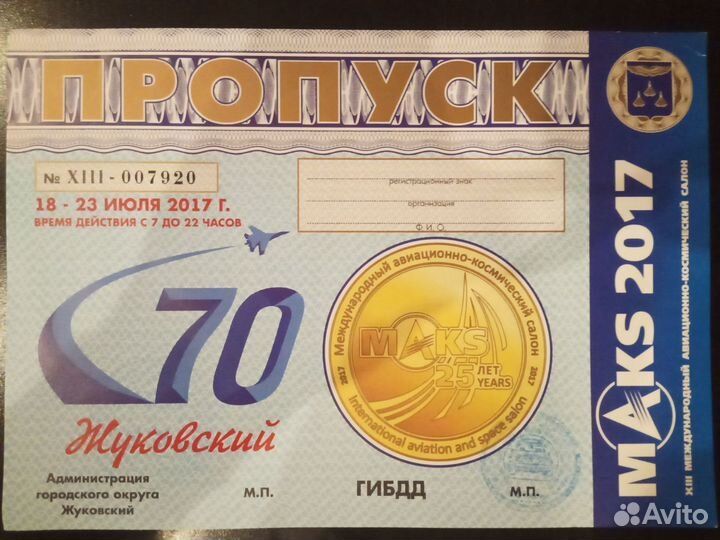 ПРОПУСК
№ XIII - 007920
18 - 23 ИЮЛЯ 2017 Г.
ВРЕМЯ ДЕЙСТВИЯ С 7 ДО 22 ЧАСОВ
регистрационный знак
организация
Ф.И.О.
70
Жуковский
Администрация
городского округа
Жуковский
М.П.
Международный авиационно-космический салон
2017
2017
MAKS
25 ЛЕТ
YEARS
International aviation and space salon
ГИБДД
М.П.
MAKS 2017
XIII МЕЖДУНАРОДНЫЙ АВИАЦИОННО-КОСМИЧЕСКИЙ САЛОН
Avito